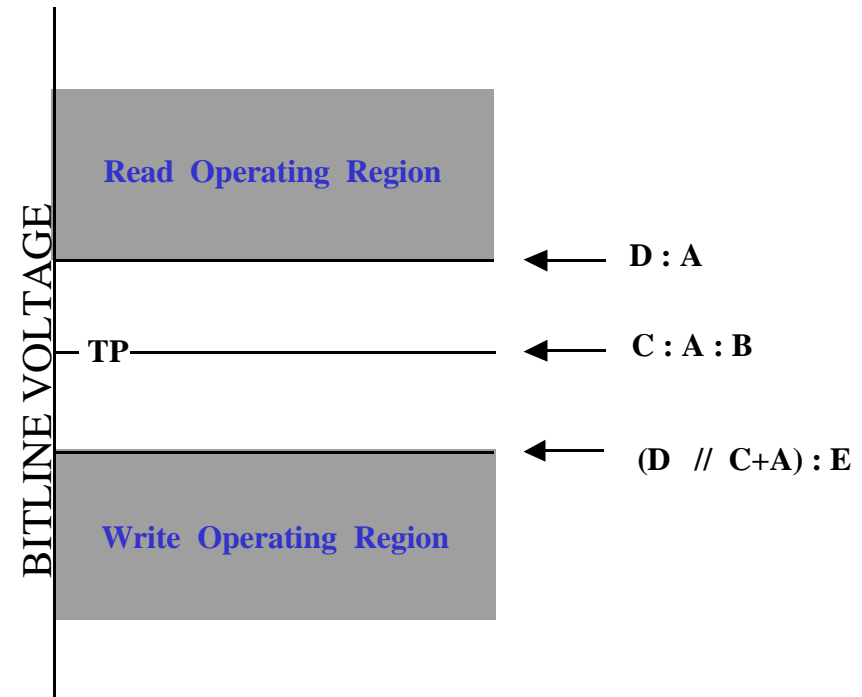 BITLINE VOLTAGE
Read Operating Region
D : A
TP
C : A : B
(D // C+A) : E
Write Operating Region